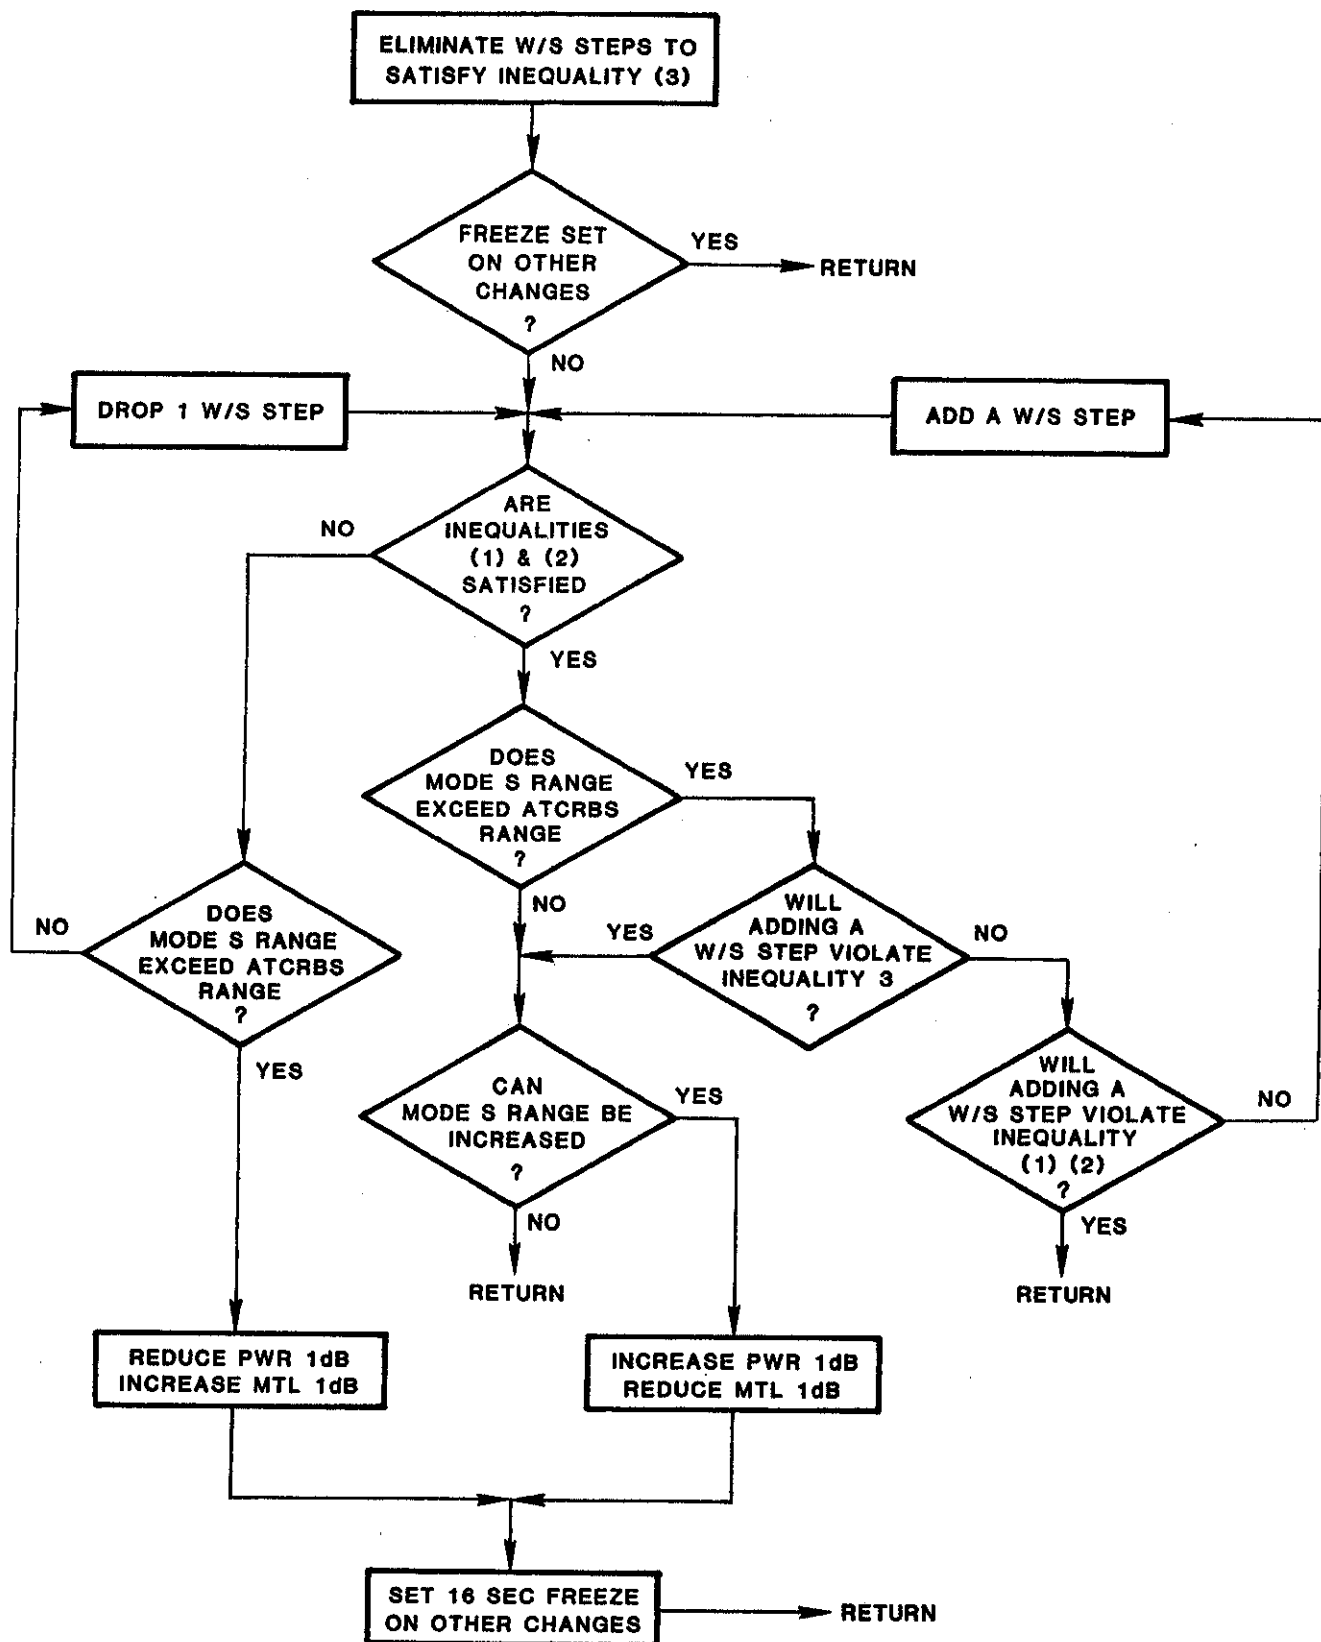 ELIMINATE W/S STEPS TO
SATISFY INEQUALITY (3)
FREEZE SET
ON OTHER
CHANGES
?
YES
RETURN
NO
DROP 1 W/S STEP
ADD A W/S STEP
ARE
INEQUALITIES
(1) & (2)
SATISFIED
?
NO
YES
DOES
MODE S RANGE
EXCEED ATCRBS
RANGE
?
YES
NO
DOES
MODE S RANGE
EXCEED ATCRBS
RANGE
?
NO
YES
WILL
ADDING A
W/S STEP VIOLATE
INEQUALITY 3
?
YES
NO
CAN
MODE S RANGE BE
INCREASED
?
YES
NO
RETURN
WILL
ADDING A
W/S STEP VIOLATE
INEQUALITY
(1) (2)
?
NO
YES
RETURN
REDUCE PWR 1dB
INCREASE MTL 1dB
INCREASE PWR 1dB
REDUCE MTL 1dB
SET 16 SEC FREEZE
ON OTHER CHANGES
RETURN